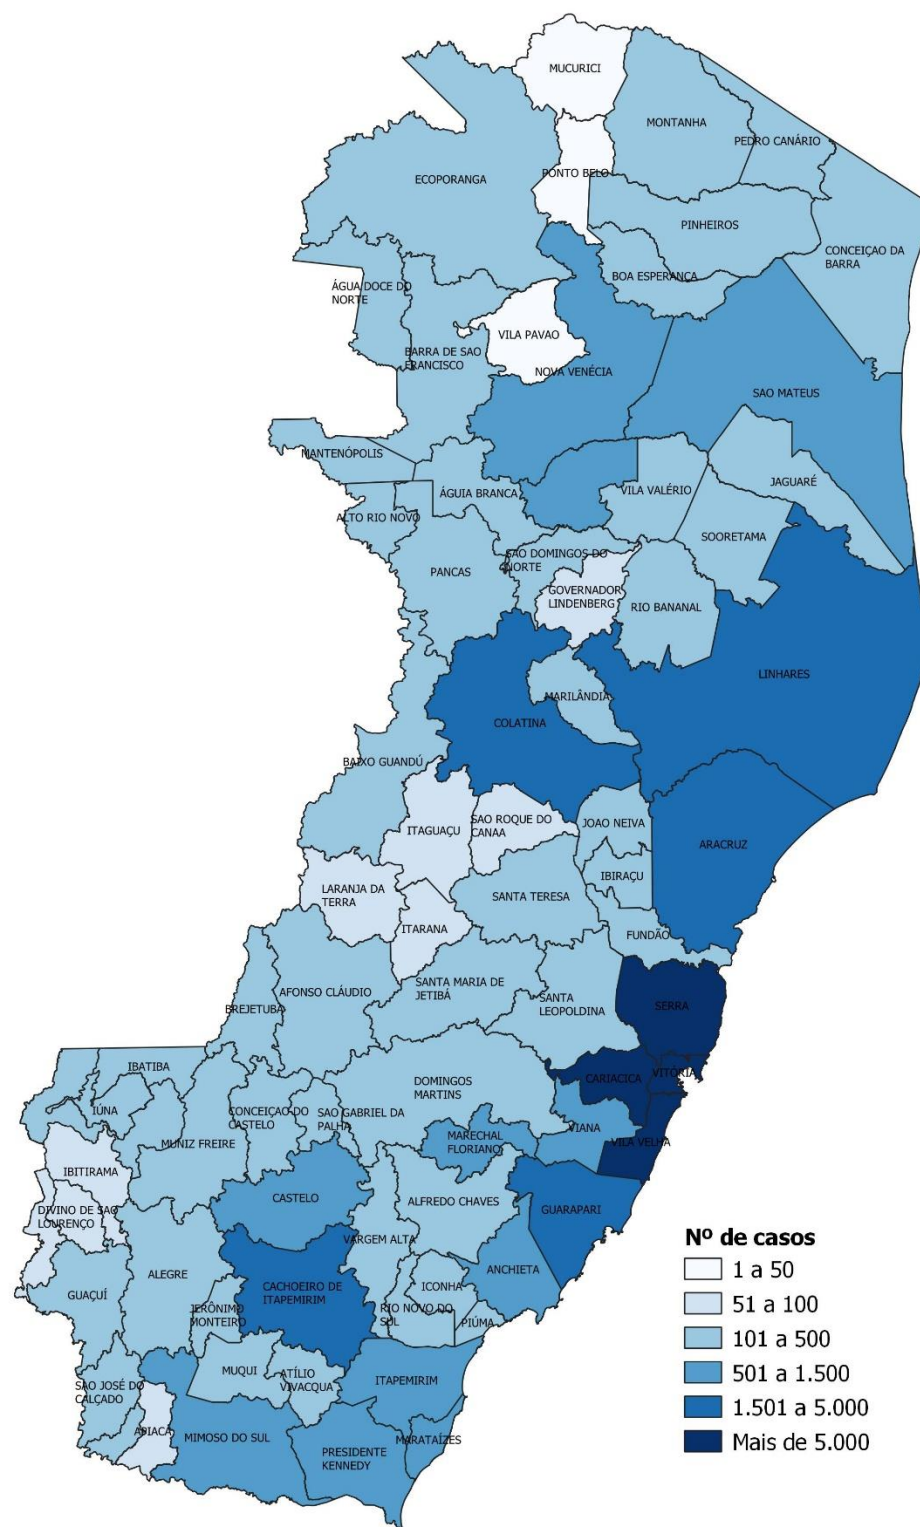 MUCURICI
MONTANHA
PEDRO CANÁRIO
PONTO BELO
ECOPORANGA
PINHEIROS
CONCEIÇAO DA
BARRA
BOA ESPERANÇA
ÁGUA DOCE DO
NORTE
VILA PAVAO
BARRA DE SAO
FRANCISCO
NOVA VENÉCIA
SAO MATEUS
MANTENÓPOLIS
JAGUARÉ
ÁGUIA BRANCA
VILA VALÉRIO
ALTO RIO NOVO
SOORETAMA
SAO DOMINGOS DO
NORTE
PANCAS
GOVERNADOR
LINDENBERG
RIO BANANAL
LINHARES
MARILÂNDIA
COLATINA
BAIXO GUANDÚ
JOAO NEIVA
SAO ROQUE DO
CANAA
ITAGUAÇU
ARACRUZ
IBIRAÇU
LARANJA DA
TERRA
SANTA TERESA
ITARANA
FUNDÃO
SANTA MARIA DE
JETIBÁ
AFONSO CLÁUDIO
SANTA
LEOPOLDINA
BREJETUBA
SERRA
IBATIBA
VITÓRIA
CARIACICA
DOMINGOS
MARTINS
IÚNA
CONCEIÇAO DO
CASTELO
SAO GABRIEL DA
PALHA
VIANA
MUNIZ FREIRE
MARECHAL
FLORIANO
VILA VELHA
IBITIRAMA
CASTELO
ALFREDO CHAVES
GUARAPARI
DIVINO DE SAO
LOURENÇO
VARGEM ALTA
ANCHIETA
ALEGRE
GUAÇUÍ
CACHOEIRO DE
ITAPEMIRIM
ICONHA
JERÔNIMO
MONTEIRO
RIO NOVO DO
SUL
PIÚMA
MUQUI
ATÍLIO
VIVACQUA
ITAPEMIRIM
SAO JOSÉ DO
CALÇADO
APIACÁ
MIMOSO DO SUL
MARATAÍZES
PRESIDENTE
KENNEDY
Nº de casos
1 a 50
51 a 100
101 a 500
501 a 1.500
1.501 a 5.000
Mais de 5.000